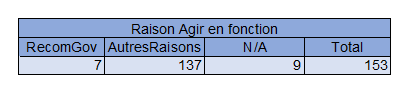 Raison Agir en fonction
RecomGov AutresRaisons N/A Total
7 137 9 153